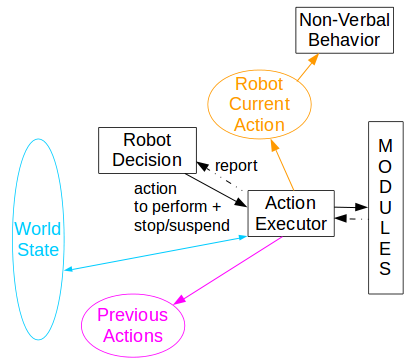 Non-Verbal
Behavior
Robot
Current
Action
Robot
Decision
report
action
to perform +
stop/suspend
Action
Executor
M
O
D
U
L
E
S
World
State
Previous
Actions